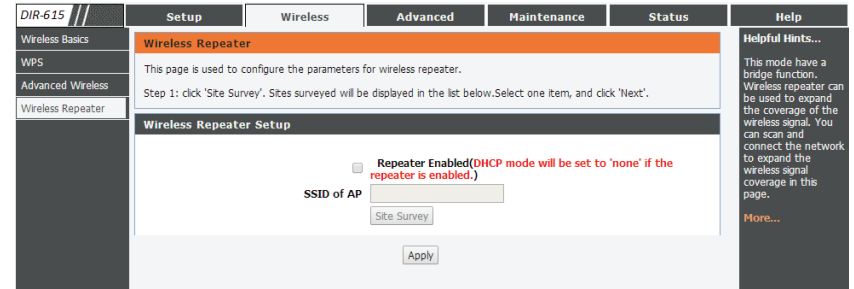 DIR-615
Setup
Wireless
Advanced
Maintenance
Status
Help
Wireless Basics
WPS
Advanced Wireless
Wireless Repeater
Wireless Repeater
This page is used to configure the parameters for wireless repeater.
Step 1: click 'Site Survey'. Sites surveyed will be displayed in the list below.Select one item, and click 'Next'.
Wireless Repeater Setup
Repeater Enabled(DHCP mode will be set to 'none' if the
repeater is enabled.)
SSID of AP
Site Survey
Apply
Helpful Hints...
This mode have a
bridge function.
Wireless repeater can
be used to expand
the coverage of the
wireless signal. You
can scan and
connect the network
to expand the
wireless signal
coverage in this
page.
More...